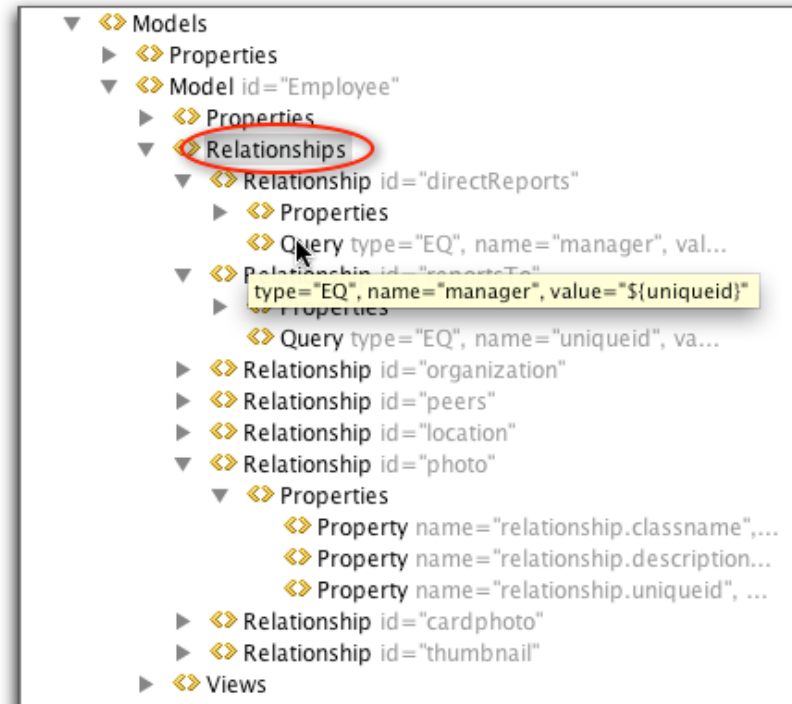 Models
Properties
Model id="Employee"
Properties
Relationships
Relationship id="directReports"
Properties
Query type="EQ", name="manager", val...
Relationship id="reportsTo"
type="EQ", name="manager", value="${uniqueid}"
Properties
Query type="EQ", name="uniqueid", va...
Relationship id="organization"
Relationship id="peers"
Relationship id="location"
Relationship id="photo"
Properties
Property name="relationship.classname",...
Property name="relationship.description...
Property name="relationship.uniqueid", ...
Relationship id="cardphoto"
Relationship id="thumbnail"
Views